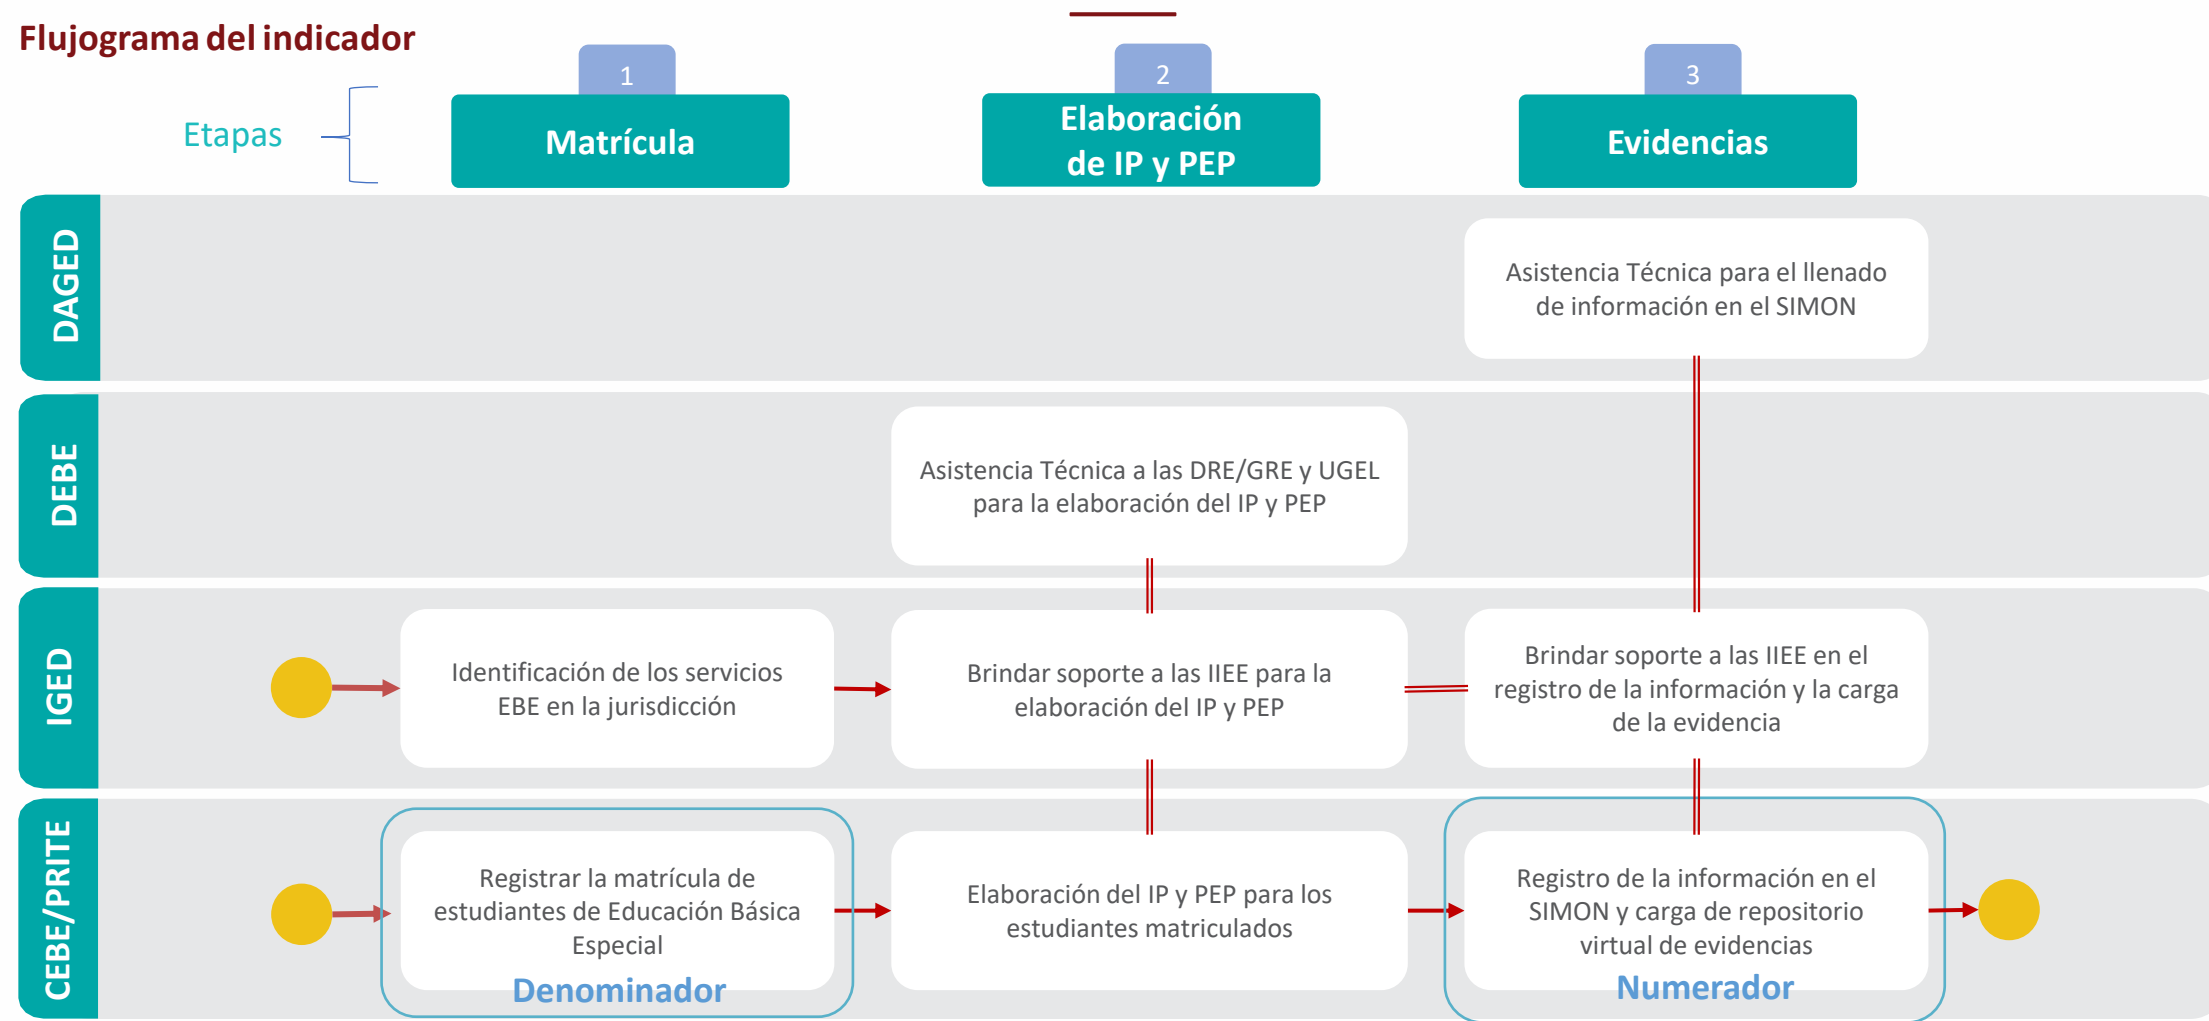 Flujograma del indicador
Etapas
1
Matrícula
2
Elaboración
de IP y PEP
3
Evidencias
DAGED
Asistencia Técnica para el llenado
de información en el SIMON
DEBE
Asistencia Técnica a las DRE/GRE y UGEL
para la elaboración del IP y PEP
IGED
Identificación de los servicios
EBE en la jurisdicción
Brindar soporte a las IIEE para la
elaboración del IP y PEP
Brindar soporte a las IIEE en el
registro de la información y la carga
de la evidencia
CEBE/PRITE
Registrar la matrícula de
estudiantes de Educación Básica
Especial
Denominador
Elaboración del IP y PEP para los
estudiantes matriculados
Registro de la información en el
SIMON y carga de repositorio
virtual de evidencias
Numerador